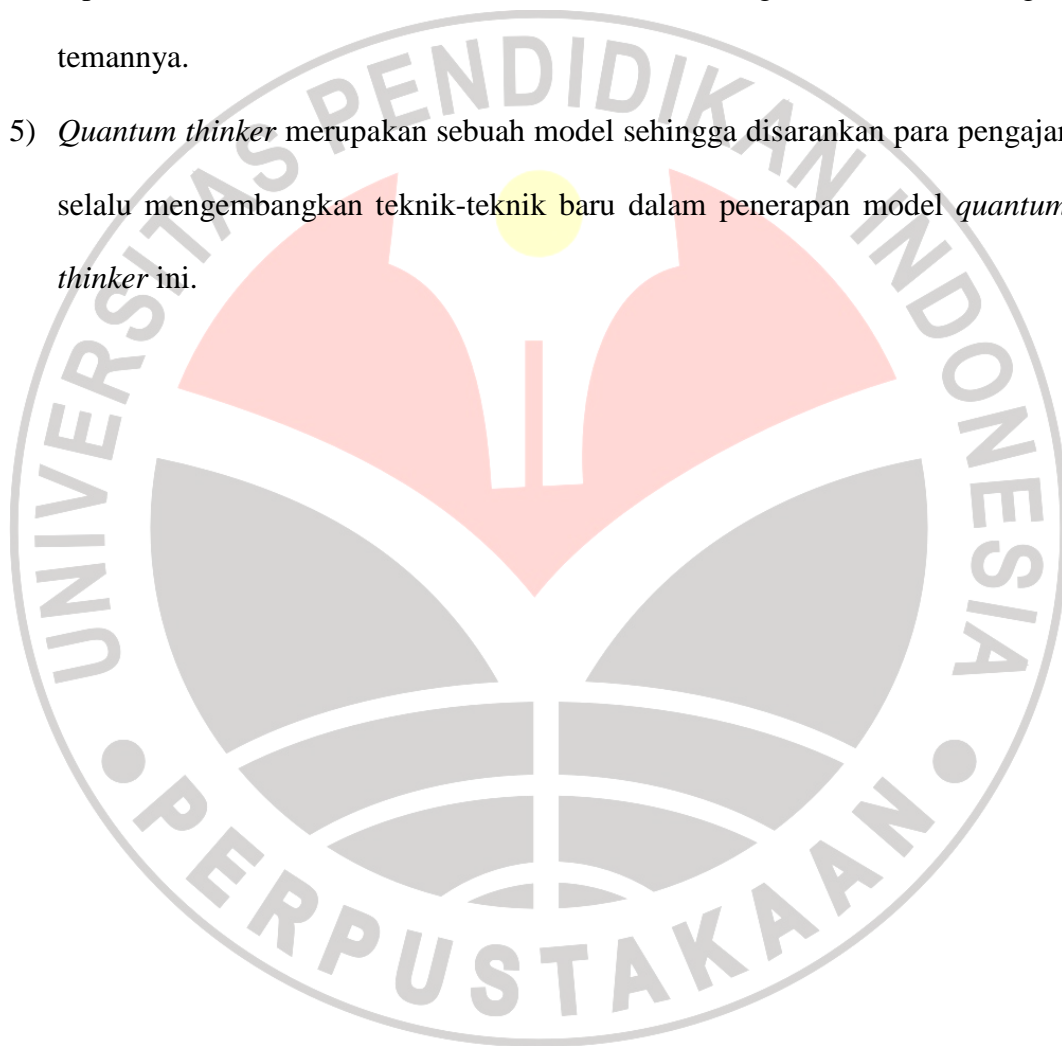 temannya.
5) Quantum thinker merupakan sebuah model sehingga disarankan para pengajar
selalu mengembangkan teknik-teknik baru dalam penerapan model quantum
thinker ini.
UNIVERSITAS PENDIDIKAN INDONESIA
PERPUSTAKAAN